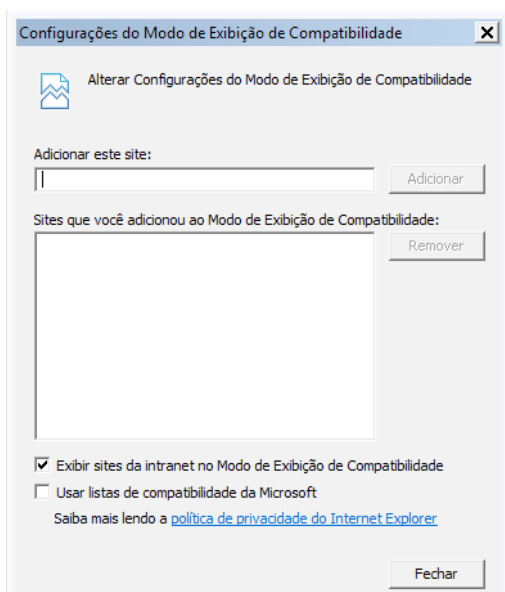 Configurações do Modo de Exibição de Compatibilidade
Alterar Configurações do Modo de Exibição de Compatibilidade
Adicionar este site:
Adicionar
Sites que você adicionou ao Modo de Exibição de Compatibilidade:
Remover
Exibir sites da intranet no Modo de Exibição de Compatibilidade
Usar listas de compatibilidade da Microsoft
Saiba mais lendo a política de privacidade do Internet Explorer
Fechar